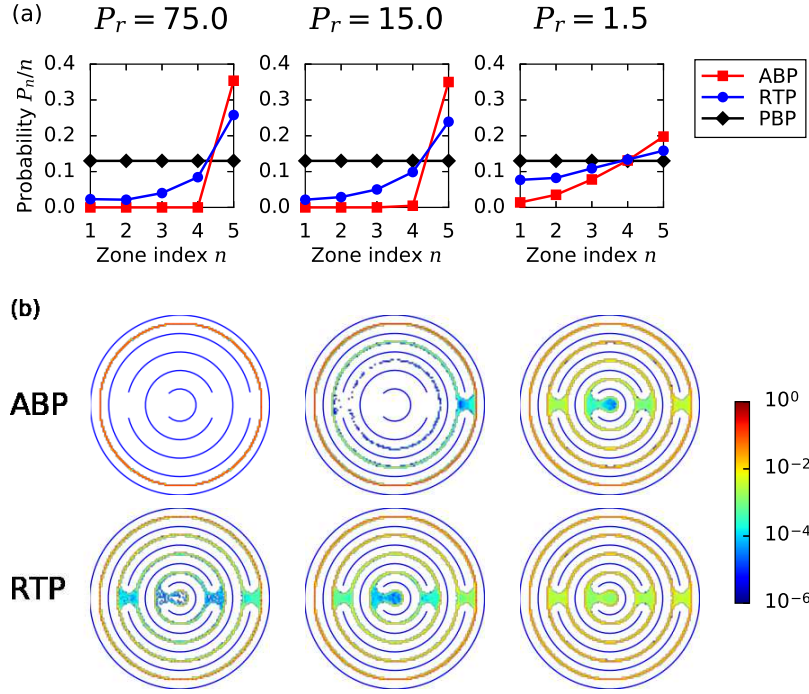 (a)
P_r = 75.0
P_r = 15.0
P_r = 1.5
Probability P_n/n
0.4
0.3
0.2
0.1
0.0
1 2 3 4 5
Zone index n
0.4
0.3
0.2
0.1
0.0
1 2 3 4 5
Zone index n
0.4
0.3
0.2
0.1
0.0
1 2 3 4 5
Zone index n
ABP
RTP
PBP
(b)
ABP
RTP
10^0
10^−2
10^−4
10^−6